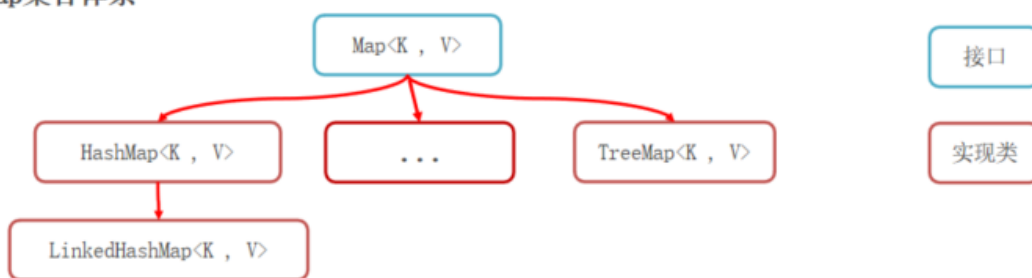 Map<K , V>
接口
HashMap<K , V>
...
TreeMap<K , V>
实现类
LinkedHashMap<K , V>